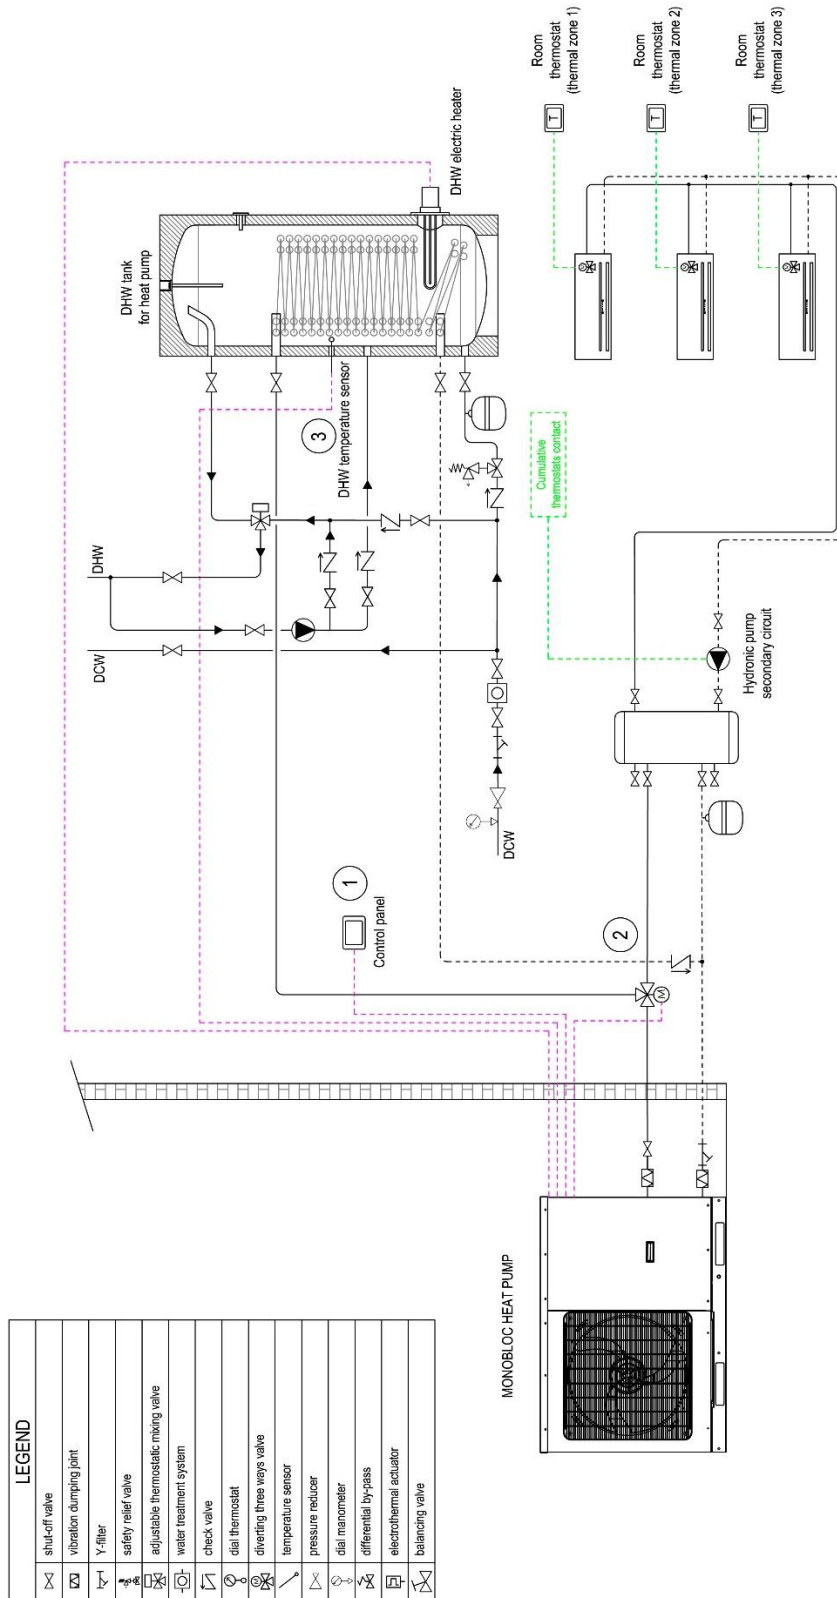 LEGEND
shut-off valve
vibration dumping joint
Y-filter
safety relief valve
adjustable thermostatic mixing valve
water treatment system
check valve
dial thermostat
diverting three ways valve
temperature sensor
pressure reducer
dial manometer
differential by-pass
electrothermal actuator
balancing valve
MONOBLOC HEAT PUMP
1
Control panel
2
M
DCW
DCW
DHW
3
DHW temperature sensor
DHW tank
for heat pump
DHW electric heater
Cumulative
thermostats contact
Hydronic pump
secondary circuit
Room
thermostat
(thermal zone 1)
T
Room
thermostat
(thermal zone 2)
T
Room
thermostat
(thermal zone 3)
T